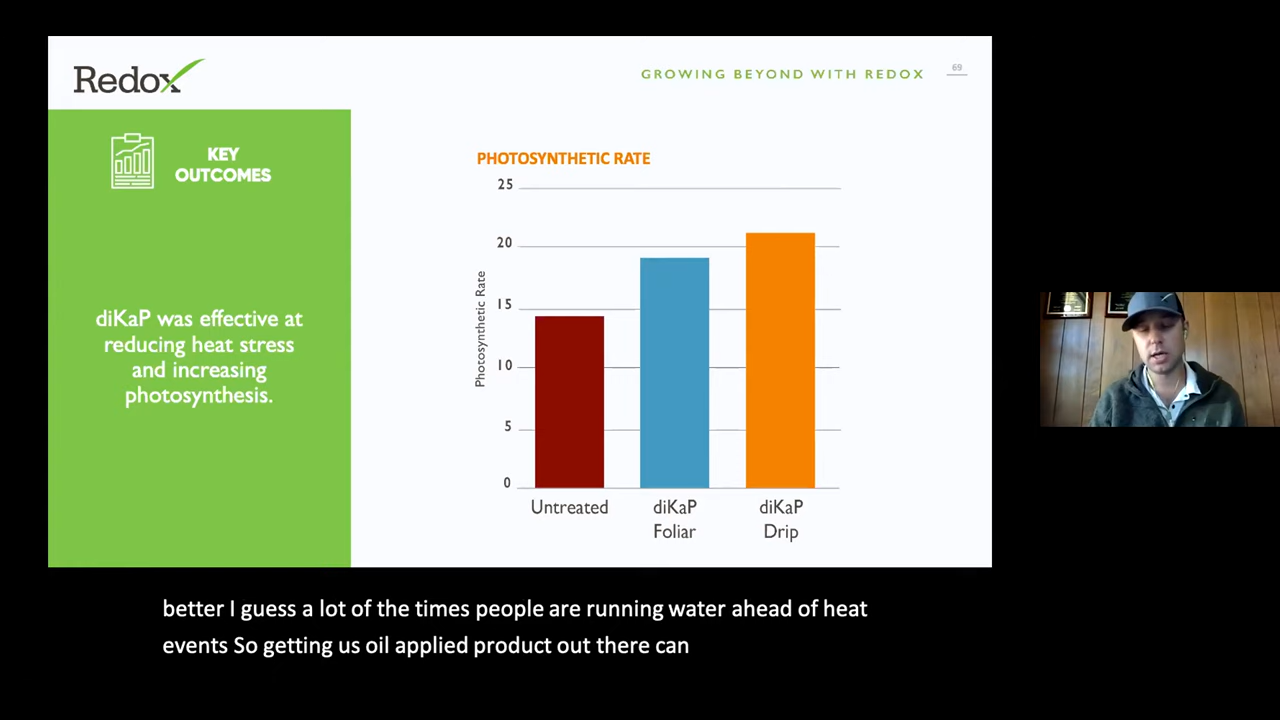 Redox
GROWING BEYOND WITH REDOX
69
KEY
OUTCOMES
diKaP was effective at
reducing heat stress
and increasing
photosynthesis.
PHOTOSYNTHETIC RATE
Photosynthetic Rate
25
20
15
10
5
0
Untreated
diKaP
Foliar
diKaP
Drip
better I guess a lot of the times people are running water ahead of heat
events So getting us oil applied product out there can